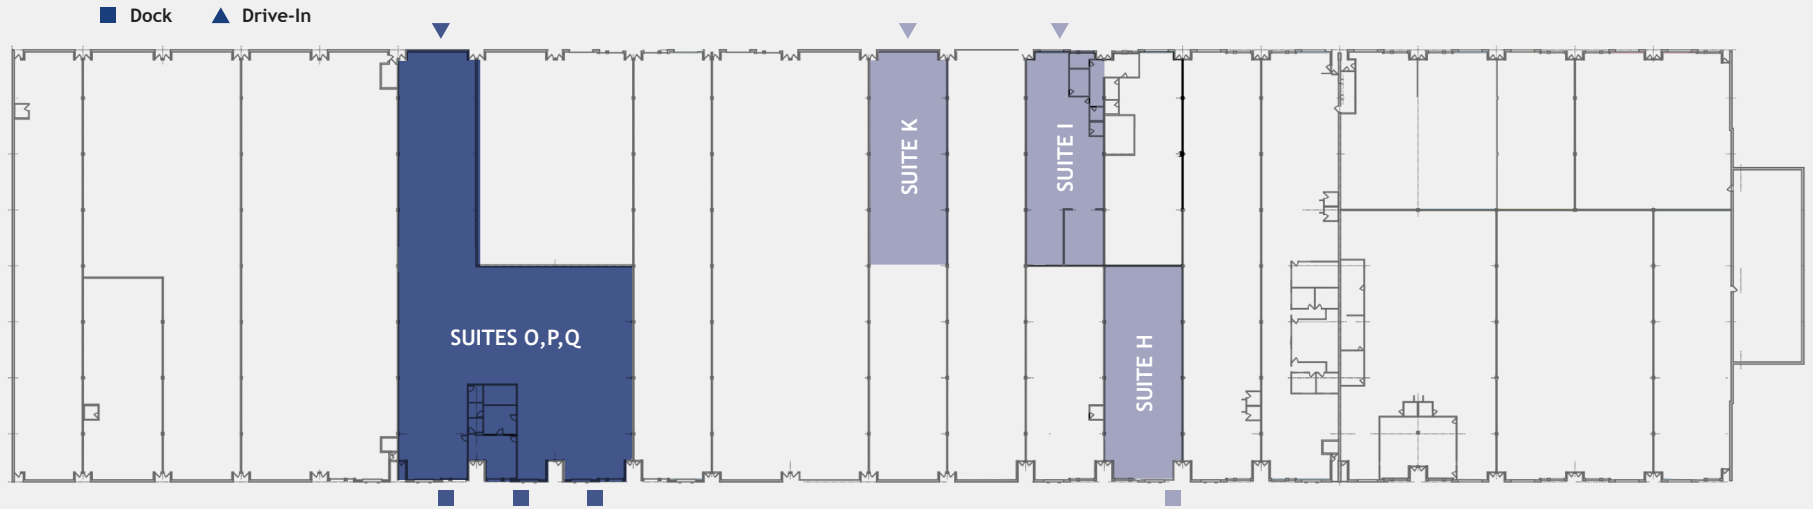 Dock
Drive-In
SUITE K
SUITE I
SUITES O,P,Q
SUITE H